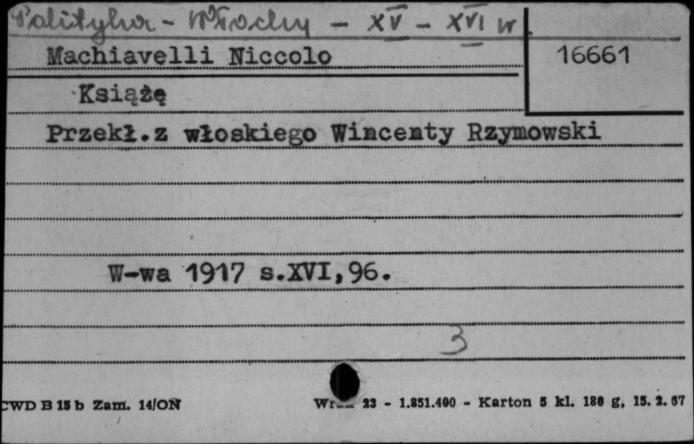 Polityka - Włochy - XV - XVI w.
Machiavelli Niccolo
16661
Książę
Przekł.z włoskiego Wincenty Rzymowski
W-wa 1917 s.XVI,96.
3
CWD B 15 b Zam. 14/ON
23 - 1.851.400 - Karton 5 kl. 180 g, 15. 2. 67